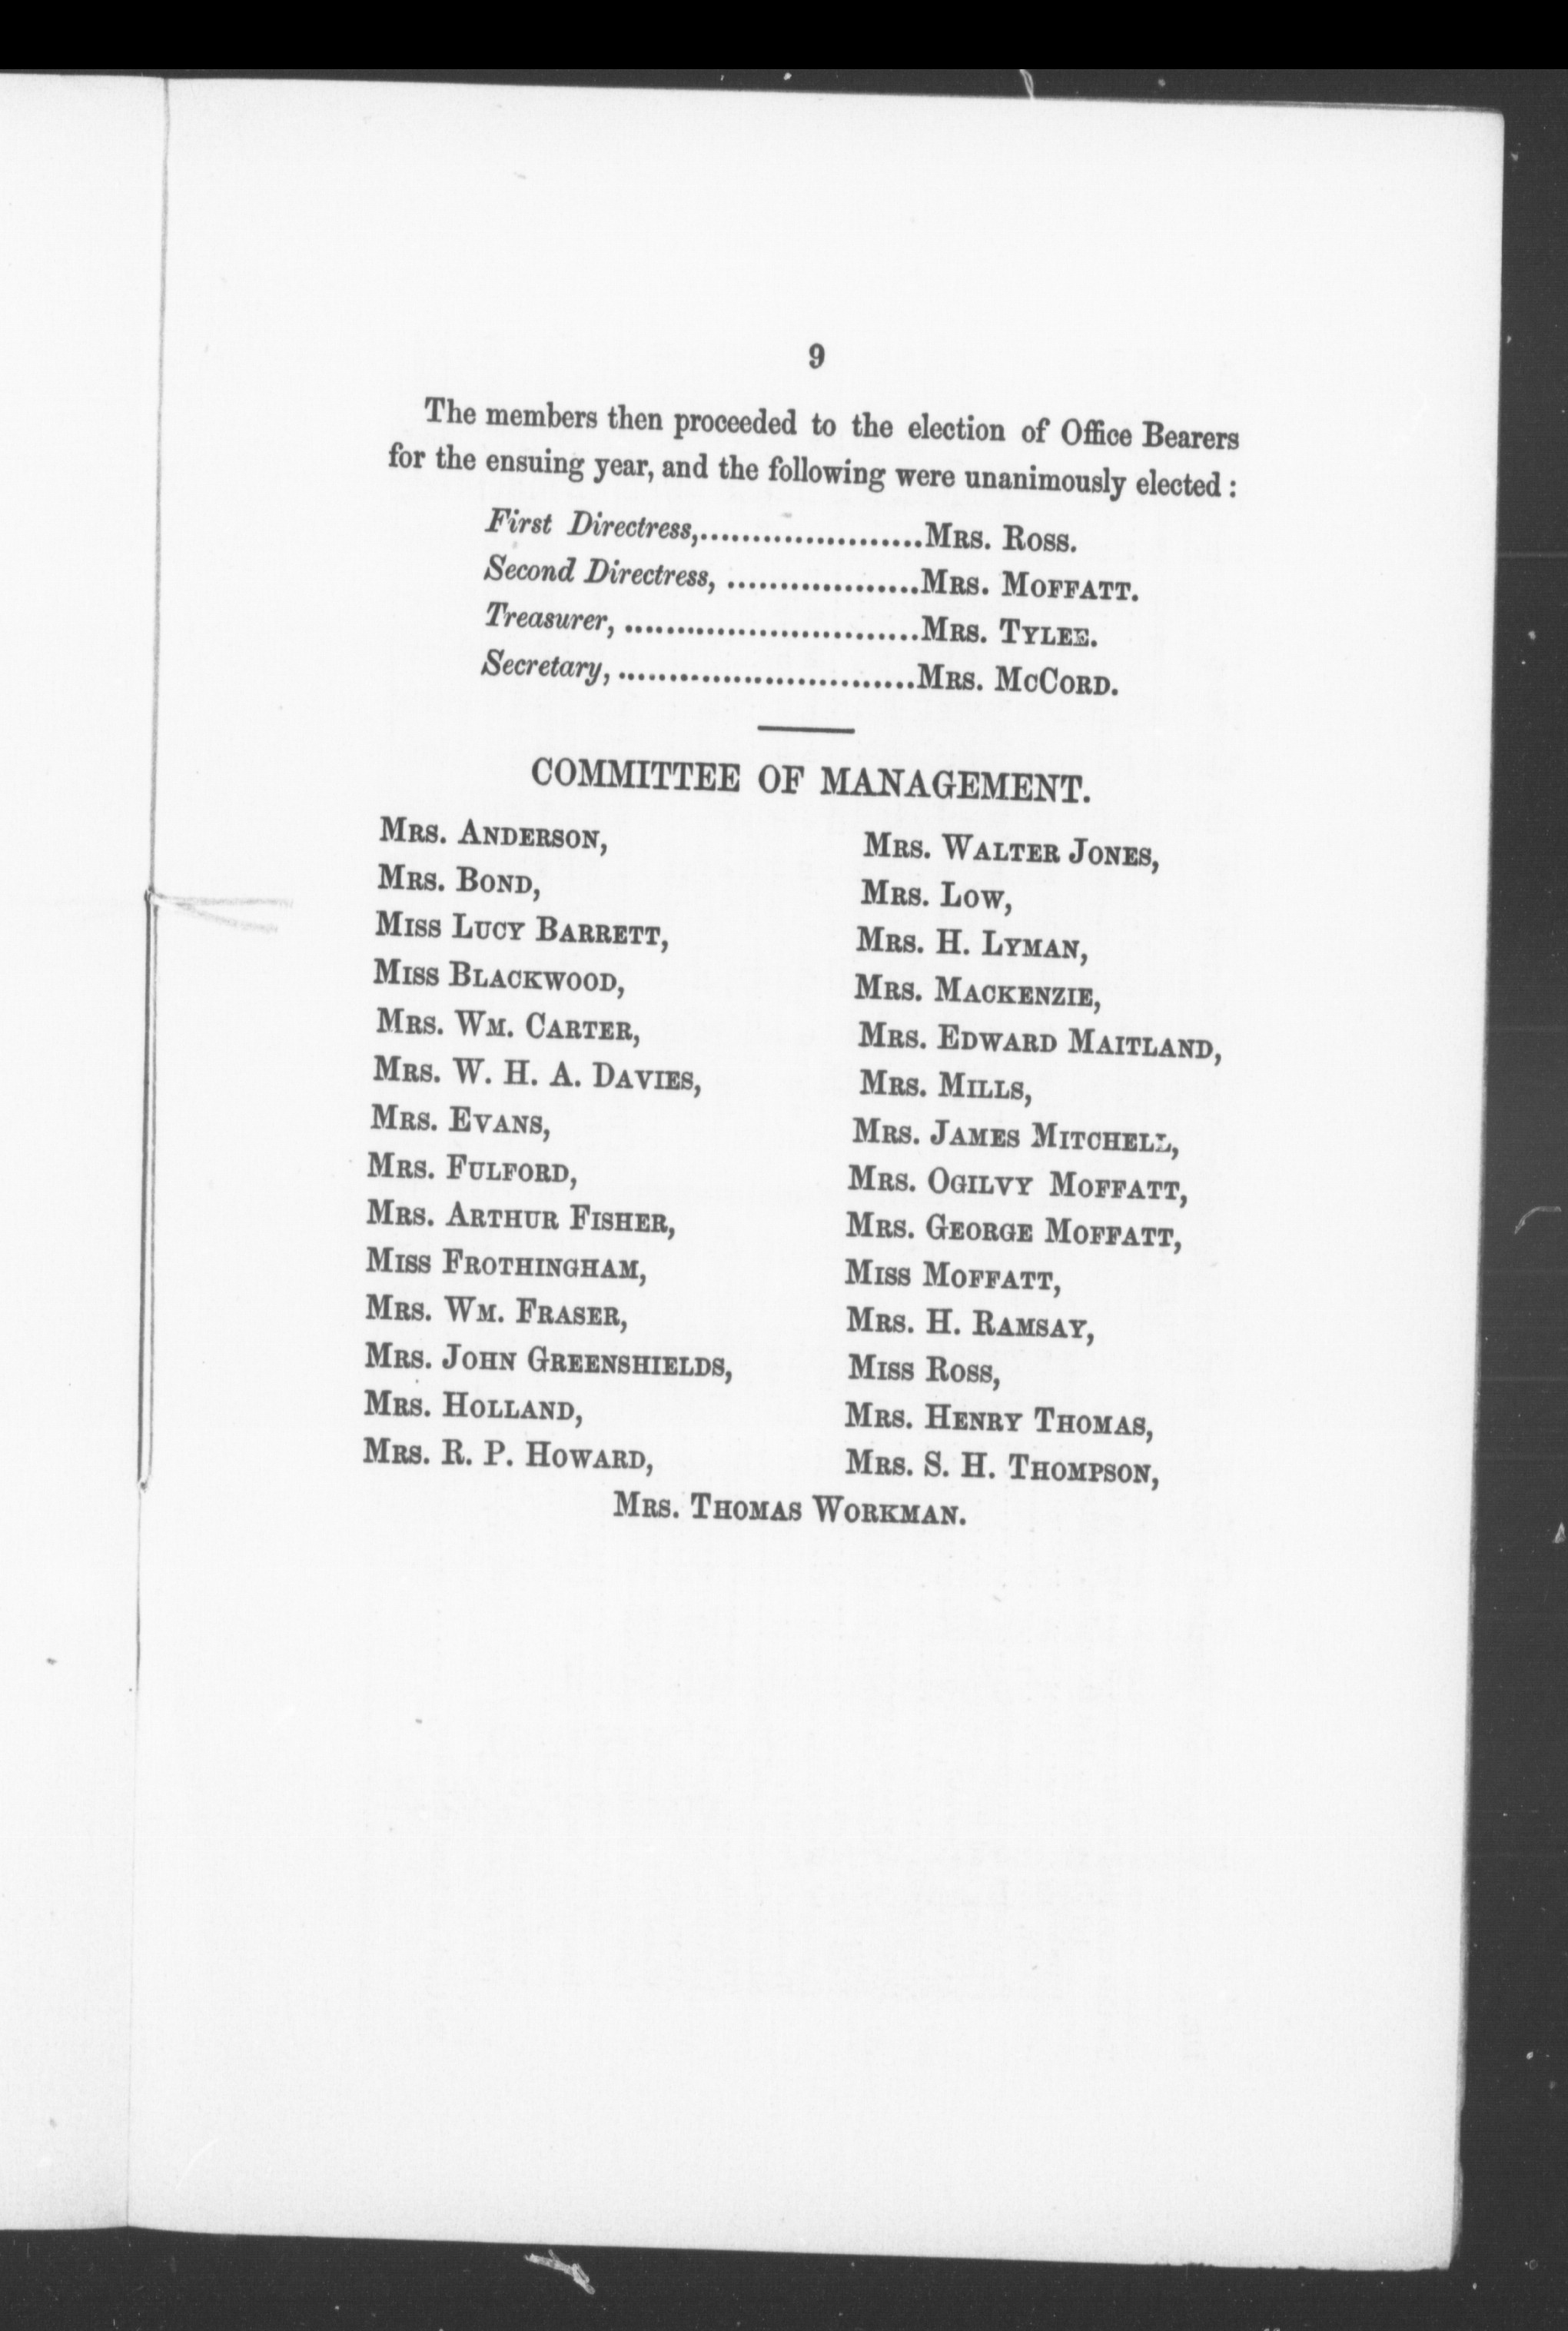 9
The members then proceeded to the election of Office Bearers
for the ensuing year, and the following were unanimously elected :
First Directress,......................Mrs. Ross.
Second Directress, ...................Mrs. Moffatt.
Treasurer, .............................Mrs. Tylee.
Secretary, .............................Mrs. McCord.
COMMITTEE OF MANAGEMENT.
Mrs. Anderson,
Mrs. Bond,
Miss Lucy Barrett,
Miss Blackwood,
Mrs. Wm. Carter,
Mrs. W. H. A. Davies,
Mrs. Evans,
Mrs. Fulford,
Mrs. Arthur Fisher,
Miss Frothingham,
Mrs. Wm. Fraser,
Mrs. John Greenshields,
Mrs. Holland,
Mrs. R. P. Howard,
Mrs. Walter Jones,
Mrs. Low,
Mrs. H. Lyman,
Mrs. Mackenzie,
Mrs. Edward Maitland,
Mrs. Mills,
Mrs. James Mitchell,
Mrs. Ogilvy Moffatt,
Mrs. George Moffatt,
Miss Moffatt,
Mrs. H. Ramsay,
Miss Ross,
Mrs. Henry Thomas,
Mrs. S. H. Thompson,
Mrs. Thomas Workman.